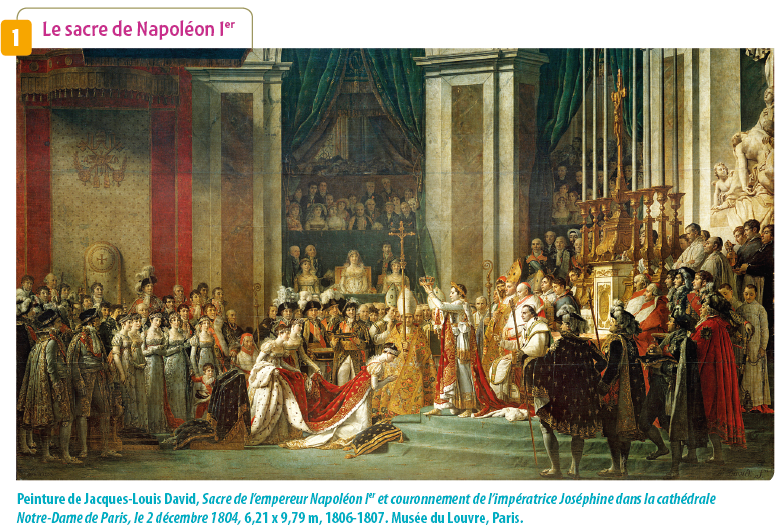 1
Le sacre de Napoléon Ier
Peinture de Jacques-Louis David, Sacre de l'empereur Napoléon Ier et couronnement de l'impératrice Joséphine dans la cathédrale
Notre-Dame de Paris, le 2 décembre 1804, 6,21 x 9,79 m, 1806-1807. Musée du Louvre, Paris.